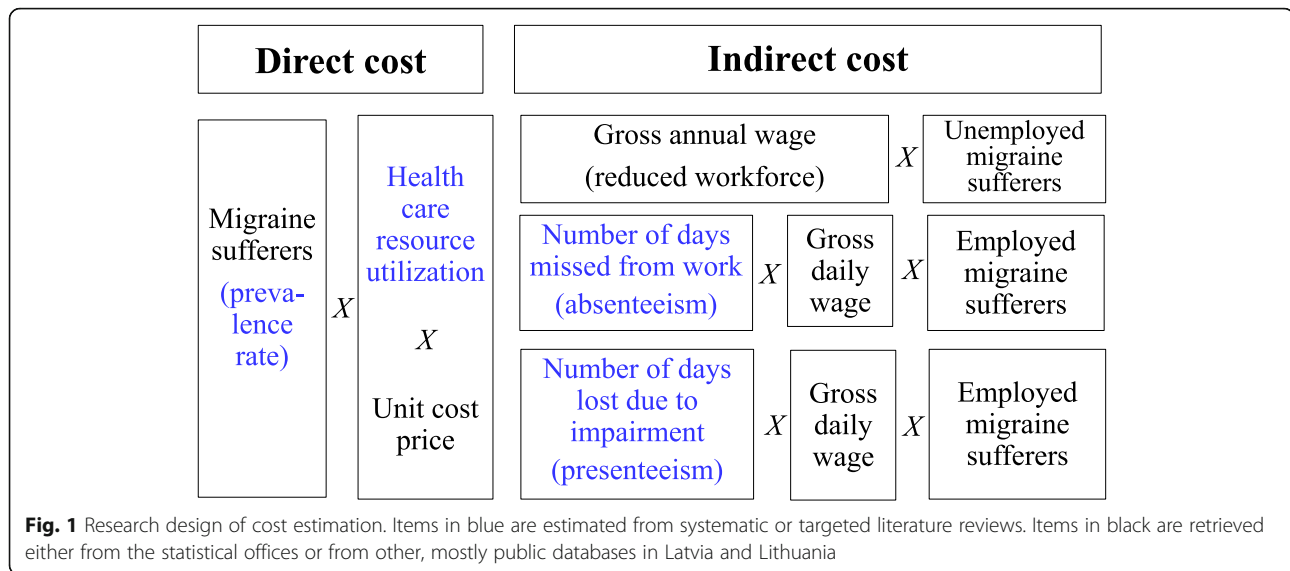 Direct cost
Indirect cost
Migraine
sufferers
(preva-
lence
rate)
X
Health
care
resource
utilization
X
Unit cost
price
Gross annual wage
(reduced workforce)
X
Unemployed
migraine
sufferers
Number of days
missed from work
(absenteeism)
X
Gross
daily
wage
X
Employed
migraine
sufferers
Number of days
lost due to
impairment
(presenteeism)
X
Gross
daily
wage
X
Employed
migraine
sufferers
Fig. 1 Research design of cost estimation. Items in blue are estimated from systematic or targeted literature reviews. Items in black are retrieved
either from the statistical offices or from other, mostly public databases in Latvia and Lithuania